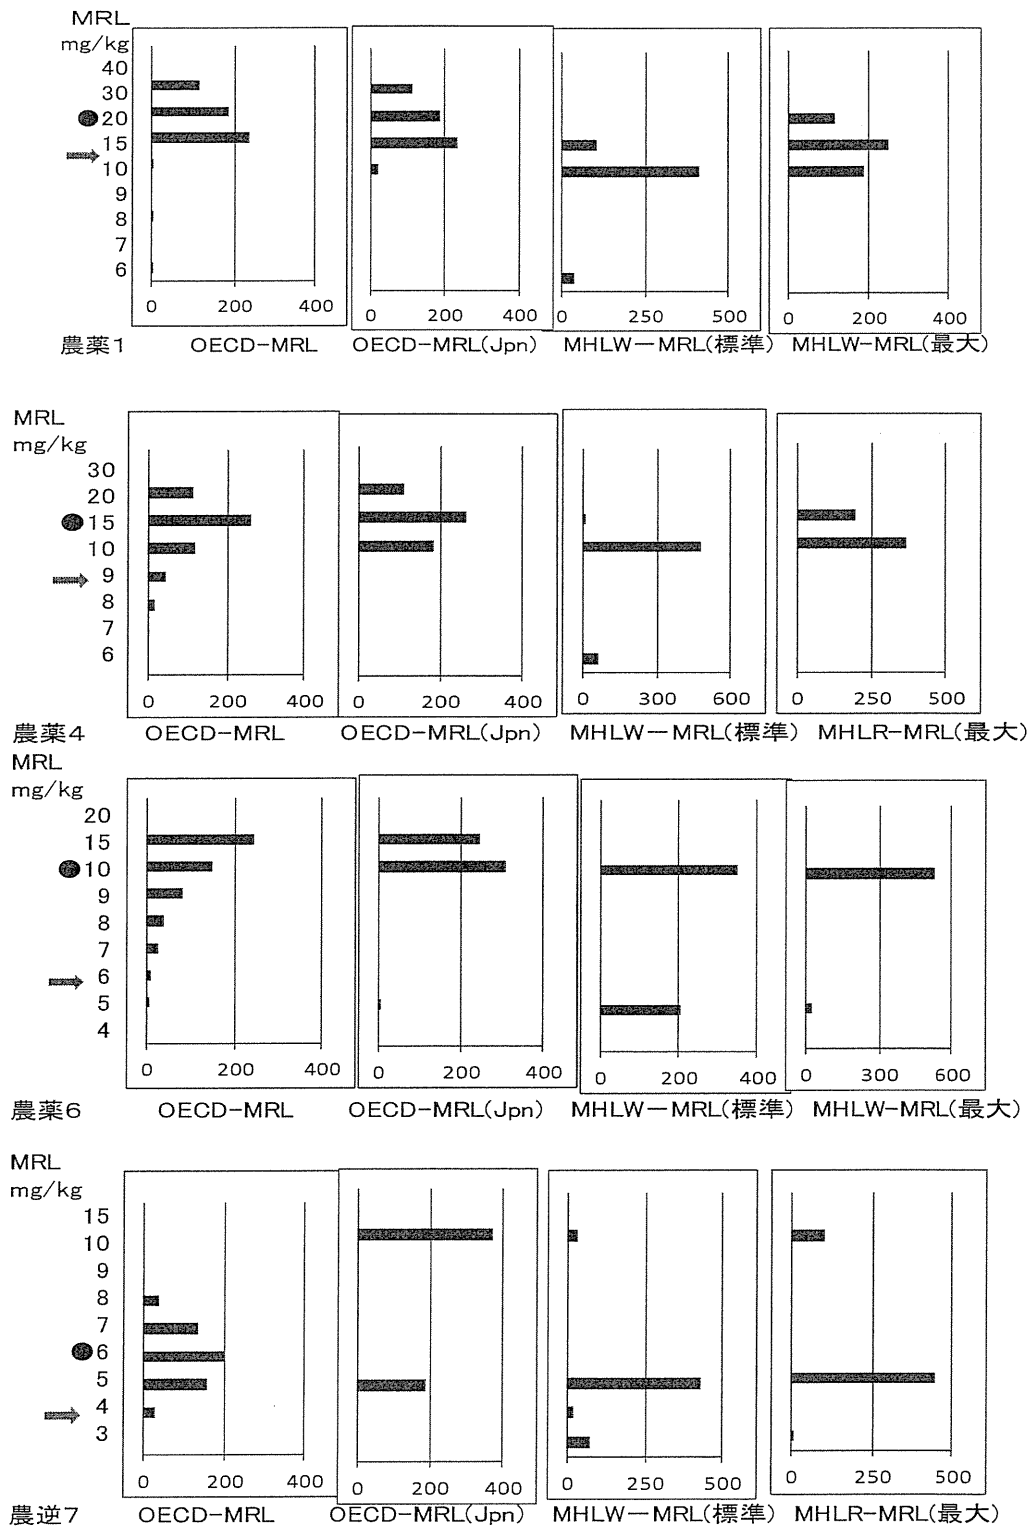 MRL
mg/kg
40
30
20
15
10
9
8
7
6
0 200 400
0 200 400
0 250 500
0 200 400
農薬1 OECD-MRL OECD-MRL(Jpn) MHLW－MRL(標準) MHLW-MRL(最大)
MRL
mg/kg
30
20
15
10
9
8
7
6
0 200 400
0 200 400
0 300 600
0 250 500
農薬4 OECD-MRL OECD-MRL(Jpn) MHLW－MRL(標準) MHLR-MRL(最大)
MRL
mg/kg
20
15
10
9
8
7
6
5
4
0 200 400
0 200 400
0 200 400
0 300 600
農薬6 OECD-MRL OECD-MRL(Jpn) MHLW－MRL(標準) MHLW-MRL(最大)
MRL
mg/kg
15
10
9
8
7
6
5
4
3
0 200 400
0 200 400
0 250 500
0 250 500
農逆7 OECD-MRL OECD-MRL(Jpn) MHLW－MRL(標準) MHLR-MRL(最大)